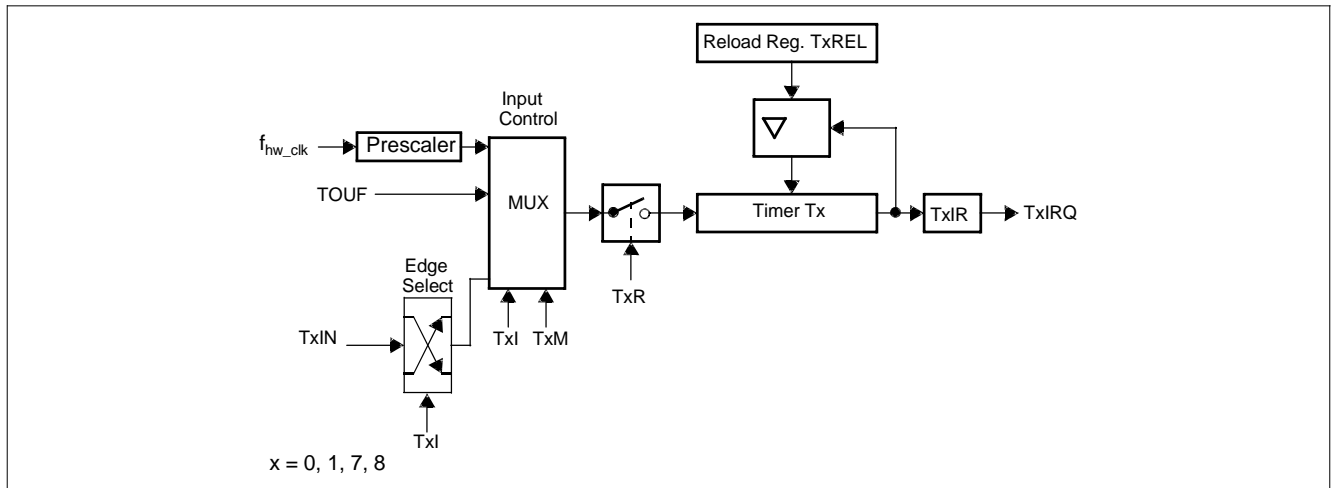 Reload Reg. TxREL
Input
Control
fhw_clk
Prescaler
TOUF
MUX
Timer Tx
TxIR
TxIRQ
Edge
Select
TxR
TxIN
TxI
TxM
TxI
x = 0, 1, 7, 8